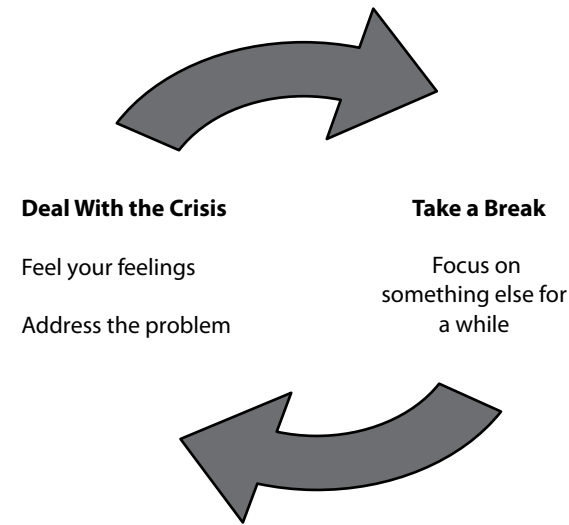 Deal With the Crisis
Feel your feelings
Address the problem
Take a Break
Focus on
something else for
a while